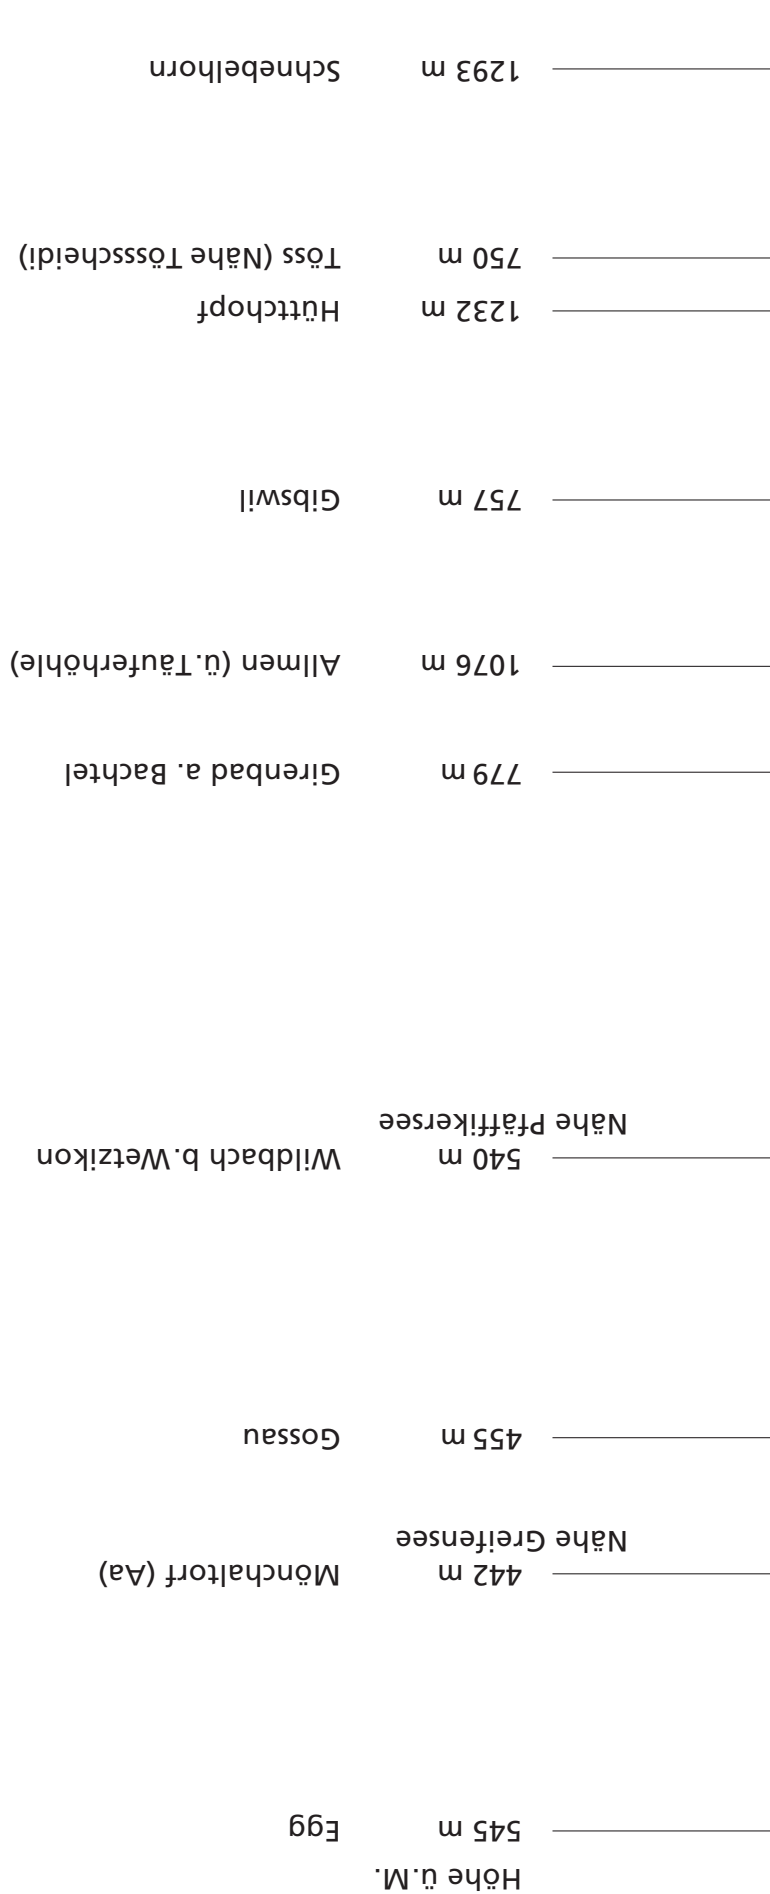 Höhe ü.M.
545 m Egg
442 m Mönchaltorf (Aa)
Nähe Greifensee
455 m Gossau
540 m Wildbach b. Wetzikon
Nähe Pfäffikersee
779 m Girenbad a. Bachtel
1076 m Allmen (ü. Täuferhöhle)
757 m Gibswil
1232 m Hüttchopf
750 m Töss (Nähe Tössscheidi)
1293 m Schnebelhorn